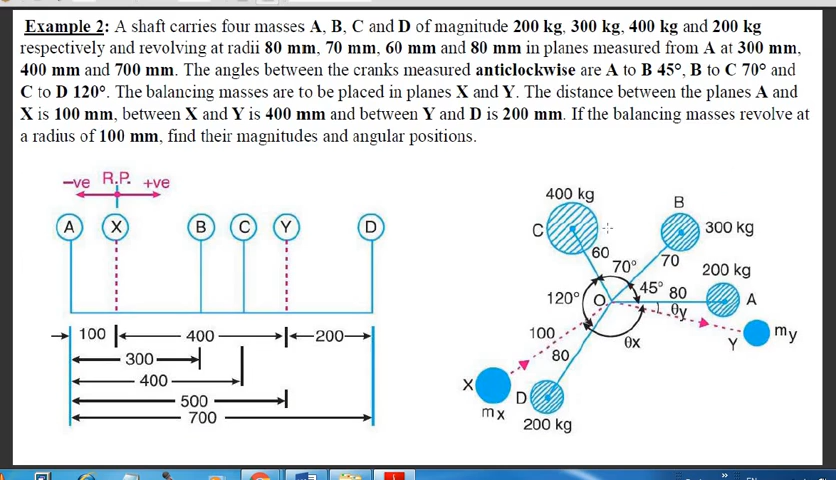 Example 2: A shaft carries four masses A, B, C and D of magnitude 200 kg, 300 kg, 400 kg and 200 kg
respectively and revolving at radii 80 mm, 70 mm, 60 mm and 80 mm in planes measured from A at 300 mm,
400 mm and 700 mm. The angles between the cranks measured anticlockwise are A to B 45°, B to C 70° and
C to D 120°. The balancing masses are to be placed in planes X and Y. The distance between the planes A and
X is 100 mm, between X and Y is 400 mm and between Y and D is 200 mm. If the balancing masses revolve at
a radius of 100 mm, find their magnitudes and angular positions.
–ve R.P. +ve
A X B C Y D
100 400 200
300
400
500
700
400 kg
B
C
300 kg
60
70°
70
200 kg
120°
O
45°
80
A
θy
100
θx
my
80
Y
X
D
mx
200 kg